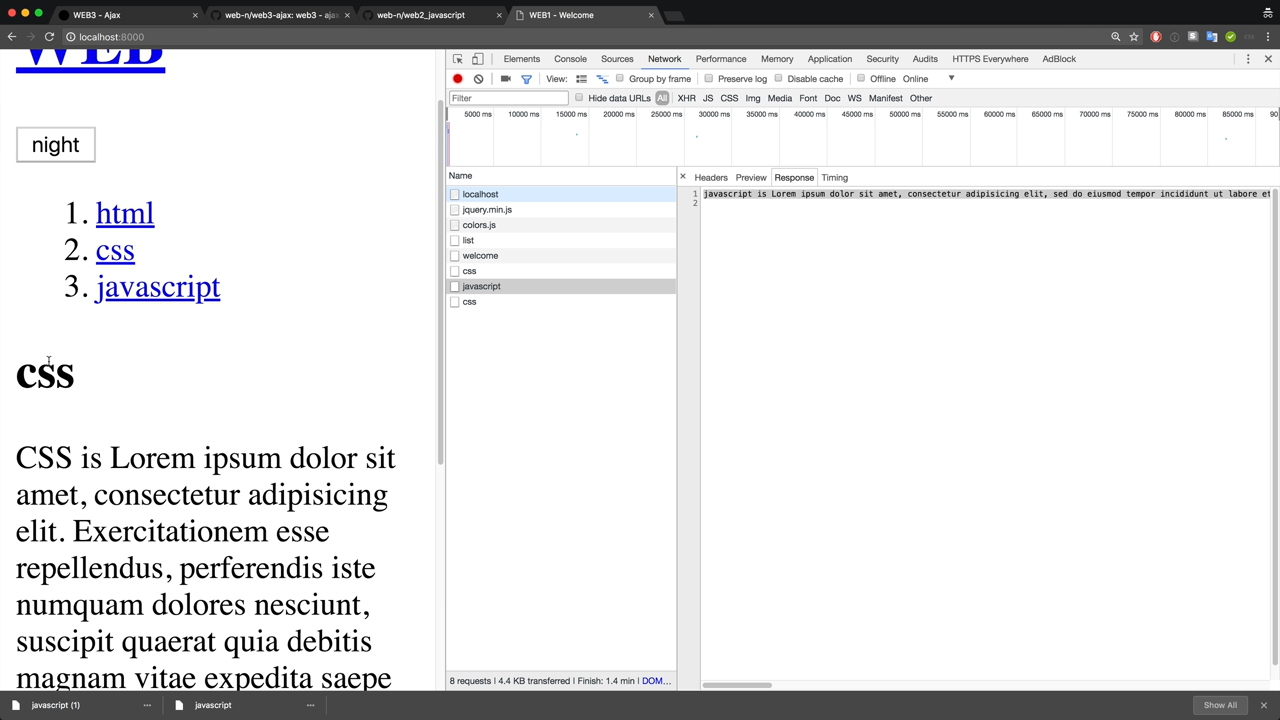 WEB3 - Ajax
web-n/web3-ajax: web3 - ajax
web-n/web2_javascript
WEB1 - Welcome
localhost:8000
WEB
night
1. html
2. css
3. javascript
css
CSS is Lorem ipsum dolor sit
amet, consectetur adipisicing
elit. Exercitationem esse
repellendus, perferendis iste
numquam dolores nesciunt,
suscipit quaerat quia debitis
magnam vitae expedita saepe
Elements Console Sources Network Performance Memory Application Security Audits HTTPS Everywhere AdBlock
View: Group by frame Preserve log Disable cache Offline Online
Filter Hide data URLs All XHR JS CSS Img Media Font Doc WS Manifest Other
5000 ms 10000 ms 15000 ms 20000 ms 25000 ms 30000 ms 35000 ms 40000 ms 45000 ms 50000 ms 55000 ms 60000 ms 65000 ms 70000 ms 75000 ms 80000 ms 85000 ms 90
Name
localhost
jquery.min.js
colors.js
list
welcome
css
javascript
css
8 requests | 4.4 KB transferred | Finish: 1.4 min | DOM...
Headers Preview Response Timing
1 javascript is Lorem ipsum dolor sit amet, consectetur adipisicing elit, sed do eiusmod tempor incididunt ut labore et
2
javascript (1)
javascript
Show All